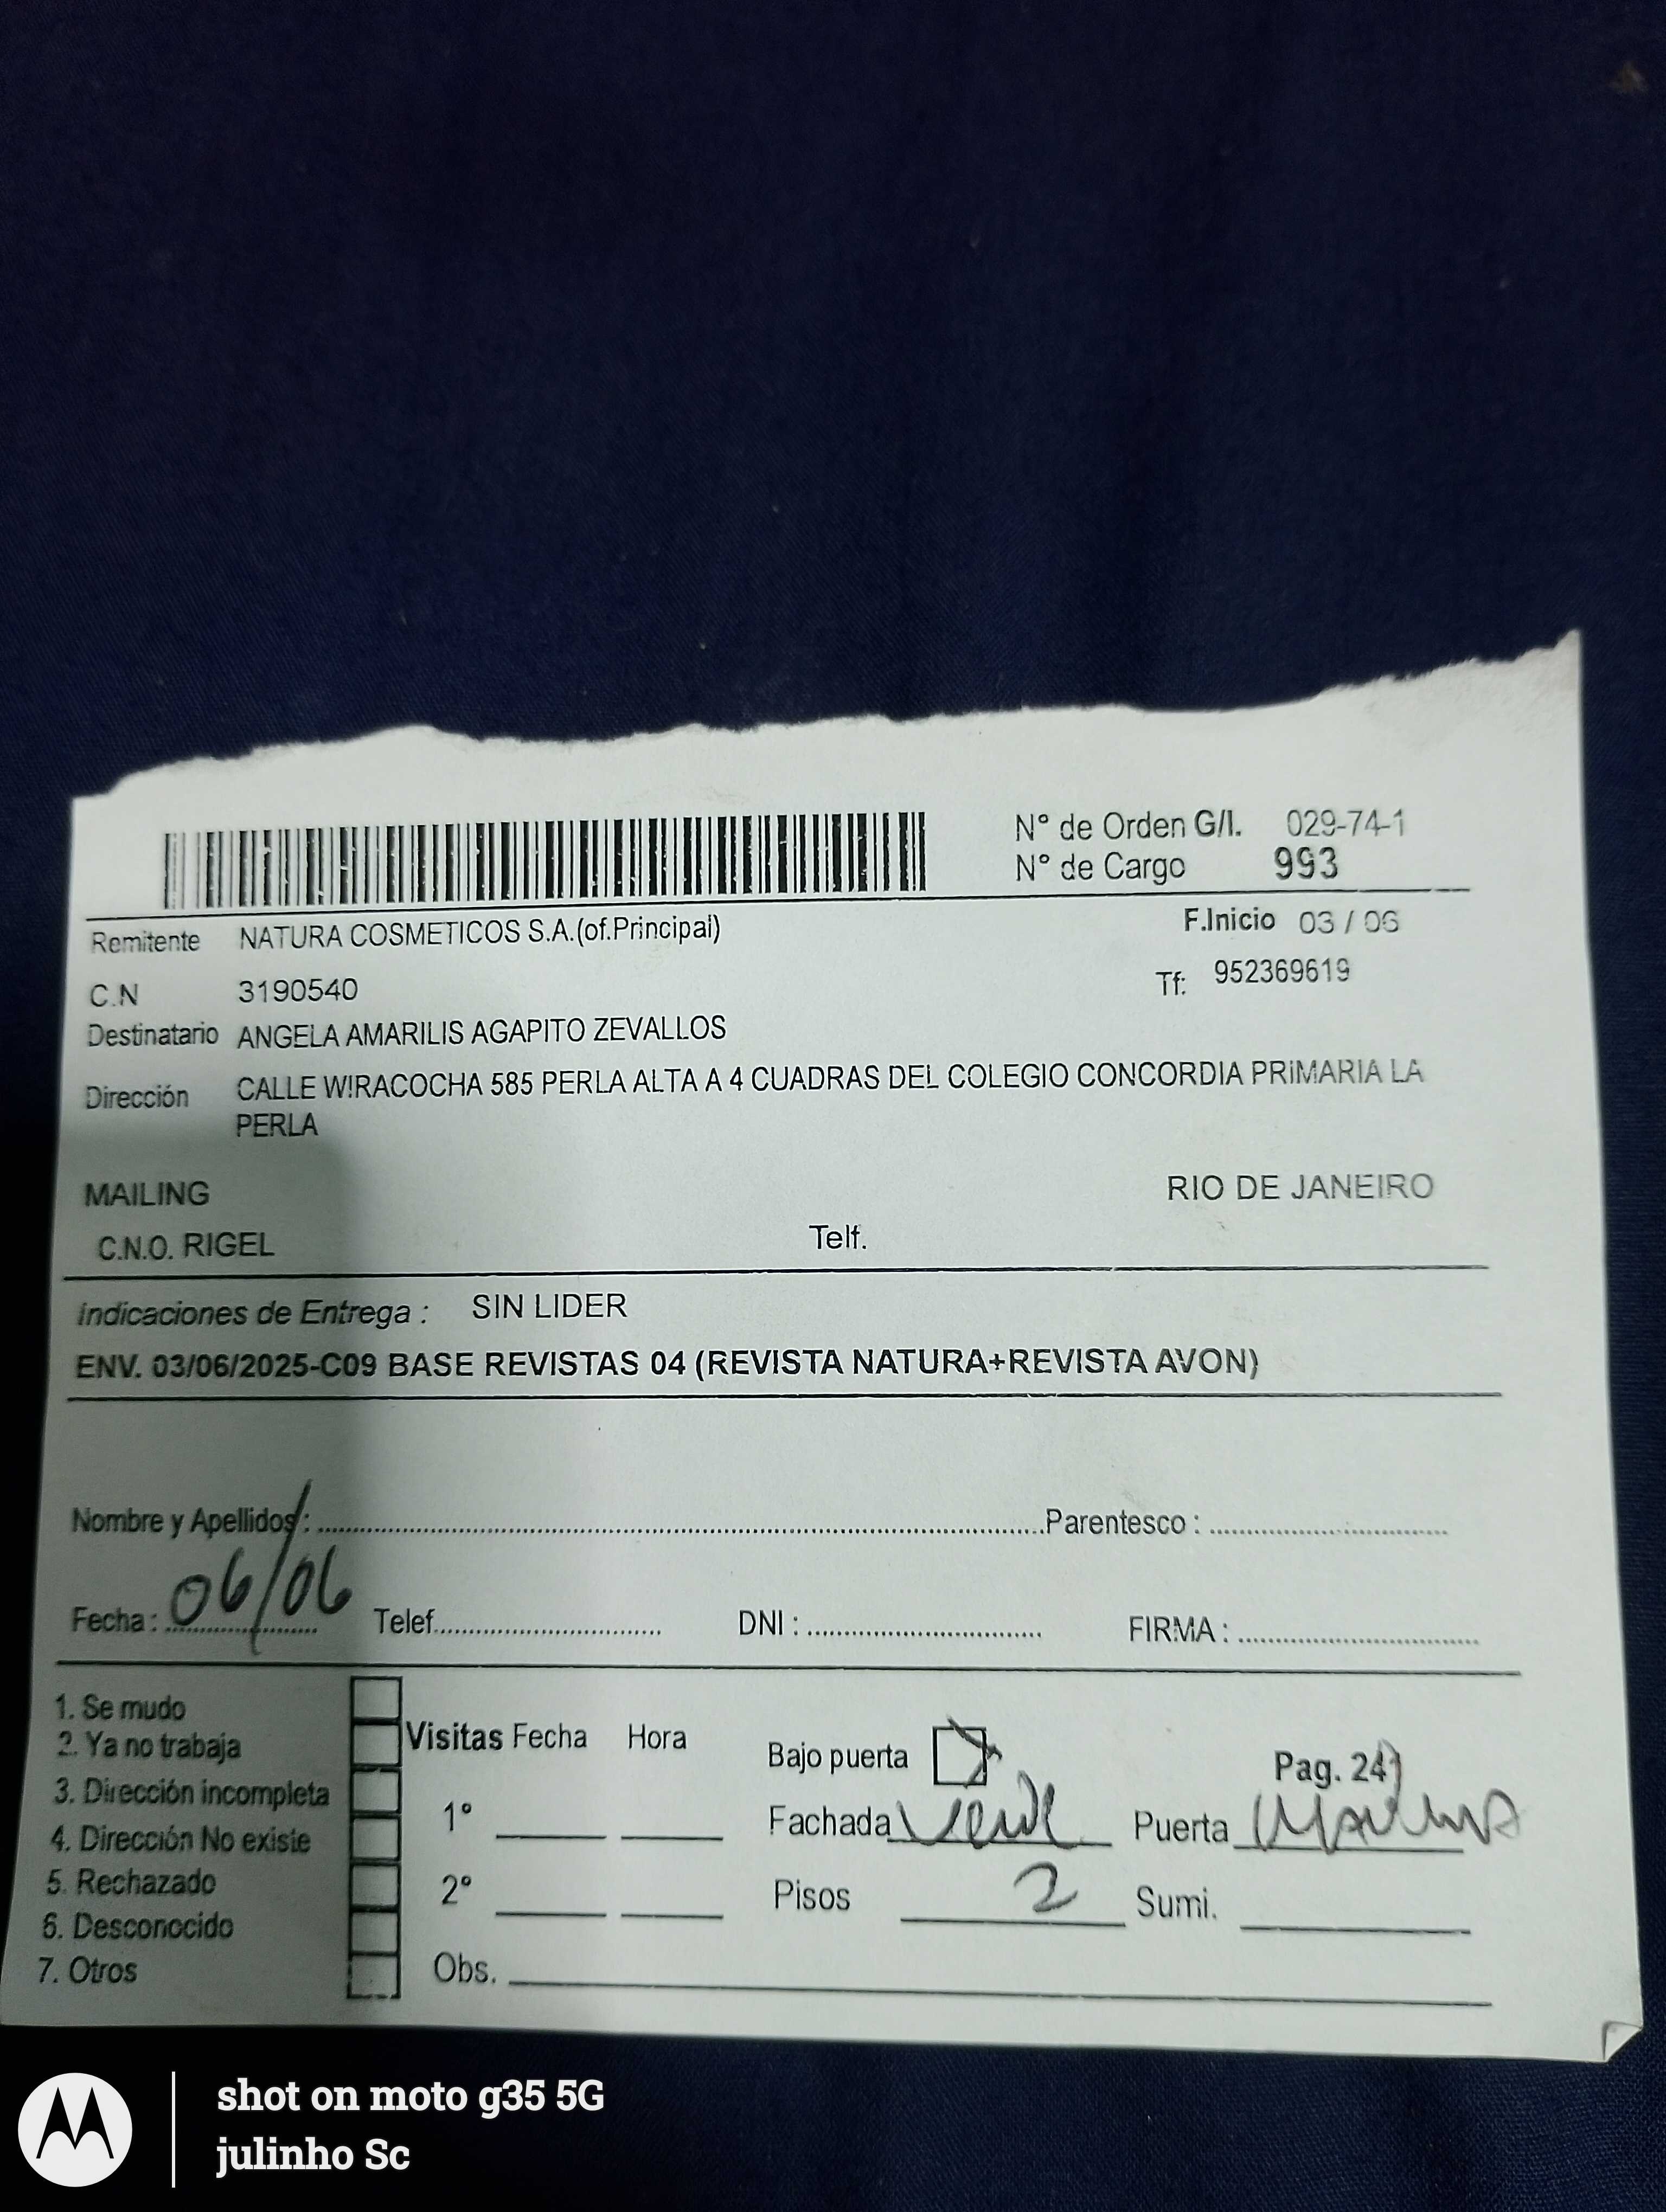 N° de Orden G/I. 029-74-1
N° de Cargo 993
Remitente NATURA COSMETICOS S.A.(of.Principal)
F.Inicio 03 / 06
C.N 3190540
Tf: 952369619
Destinatario ANGELA AMARILIS AGAPITO ZEVALLOS
Dirección CALLE WIRACOCHA 585 PERLA ALTA A 4 CUADRAS DEL COLEGIO CONCORDIA PRIMARIA LA
PERLA
MAILING RIO DE JANEIRO
C.N.O. RIGEL Telf.
Indicaciones de Entrega : SIN LIDER
ENV. 03/06/2025-C09 BASE REVISTAS 04 (REVISTA NATURA+REVISTA AVON)
Nombre y Apellidos : Parentesco :
Fecha : 06/06 Telef. DNI : FIRMA :
1. Se mudo
2. Ya no trabaja
3. Dirección incompleta
4. Dirección No existe
5. Rechazado
6. Desconocido
7. Otros
Visitas Fecha Hora
1°
2°
Obs.
Bajo puerta
Pag. 24
Fachada Verde Puerta
Pisos 2 Sumi.
shot on moto g35 5G
julinho Sc